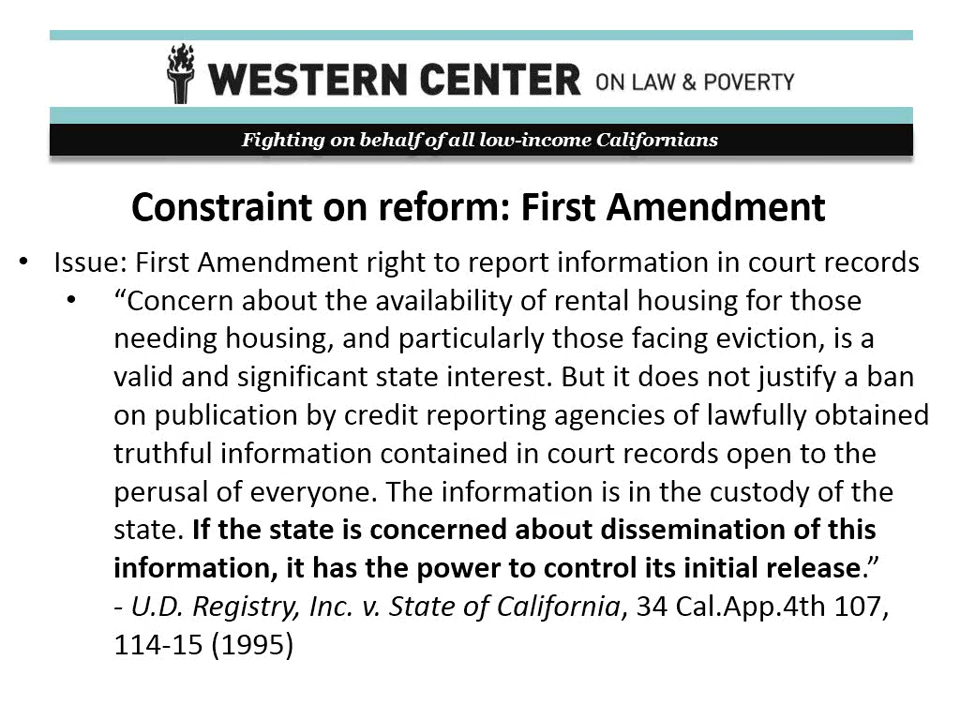 WESTERN CENTER ON LAW & POVERTY
Fighting on behalf of all low-income Californians
Constraint on reform: First Amendment
• Issue: First Amendment right to report information in court records
• “Concern about the availability of rental housing for those
needing housing, and particularly those facing eviction, is a
valid and significant state interest. But it does not justify a ban
on publication by credit reporting agencies of lawfully obtained
truthful information contained in court records open to the
perusal of everyone. The information is in the custody of the
state. If the state is concerned about dissemination of this
information, it has the power to control its initial release.”
- U.D. Registry, Inc. v. State of California, 34 Cal.App.4th 107,
114-15 (1995)